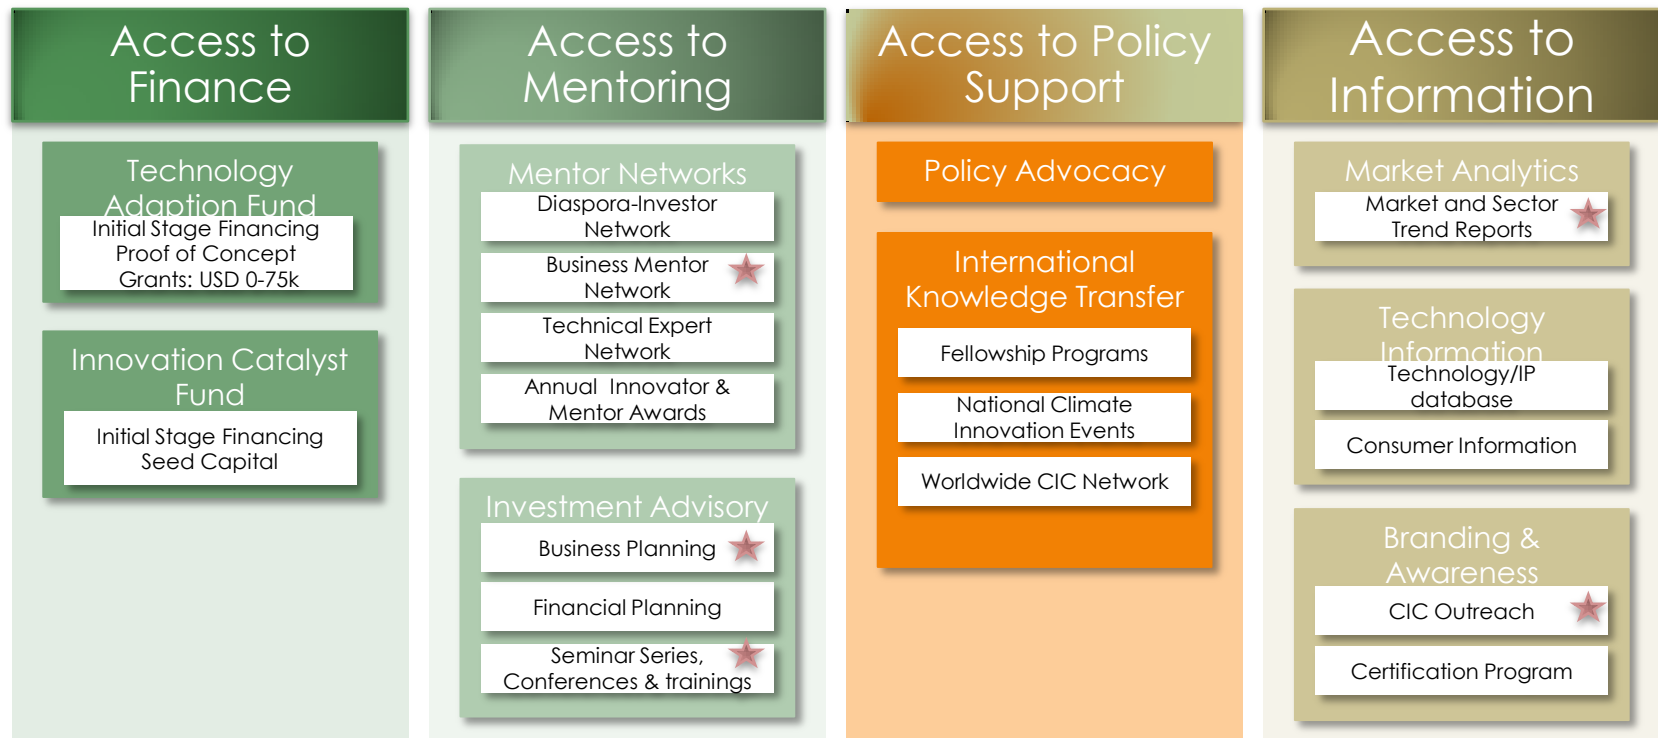 Access to
Finance
Technology
Adaption Fund
Initial Stage Financing
Proof of Concept
Grants: USD 0-75k
Innovation Catalyst
Fund
Initial Stage Financing
Seed Capital
Access to
Mentoring
Mentor Networks
Diaspora-Investor
Network
Business Mentor
Network
Technical Expert
Network
Annual Innovator &
Mentor Awards
Investment Advisory
Business Planning
Financial Planning
Seminar Series,
Conferences & trainings
Access to Policy
Support
Policy Advocacy
International
Knowledge Transfer
Fellowship Programs
National Climate
Innovation Events
Worldwide CIC Network
Access to
Information
Market Analytics
Market and Sector
Trend Reports
Technology
Information
Technology/IP
database
Consumer Information
Branding &
Awareness
CIC Outreach
Certification Program